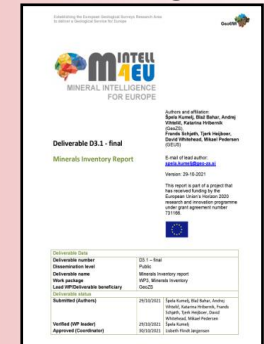 Establishing the European Geological Surveys Research Area
to deliver a Geological Service for Europe
GeoERA
MINTELL
4EU
MINERAL INTELLIGENCE
FOR EUROPE
Authors and affiliation:
Špela Kumelj, Blaž Bahar, Andrej
Vihtelič, Katarina Hribernik
(GeoZS)
Frands Schjøth, Tjerk Heijboer,
David Whitehead, Mikael Pedersen
(GEUS)
Deliverable D3.1 - final
Minerals Inventory Report
E-mail of lead author:
spela.kumelj@geo-zs.si
Version: 29-10-2021
This report is part of a project that
has received funding by the
European Union's Horizon 2020
research and innovation programme
under grant agreement number
731166.
Deliverable Data
Deliverable number D3.1 – final
Dissemination level Public
Deliverable name Minerals Inventory report
Work package WP3, Minerals Inventory
Lead WP/Deliverable beneficiary GeoZS
Deliverable status
Submitted (Authors) 29/10/2021 Špela Kumelj, Blaž Bahar, Andrej
Katarina Hribernik, Frands
Schjøth, Tjerk Heijboer, David
Whitehead, Mikael Pedersen
Verified (WP leader) 29/10/2021 Špela Kumelj
Approved (Coordinator) 30/10/2021 Lisbeth Flindt Jørgensen